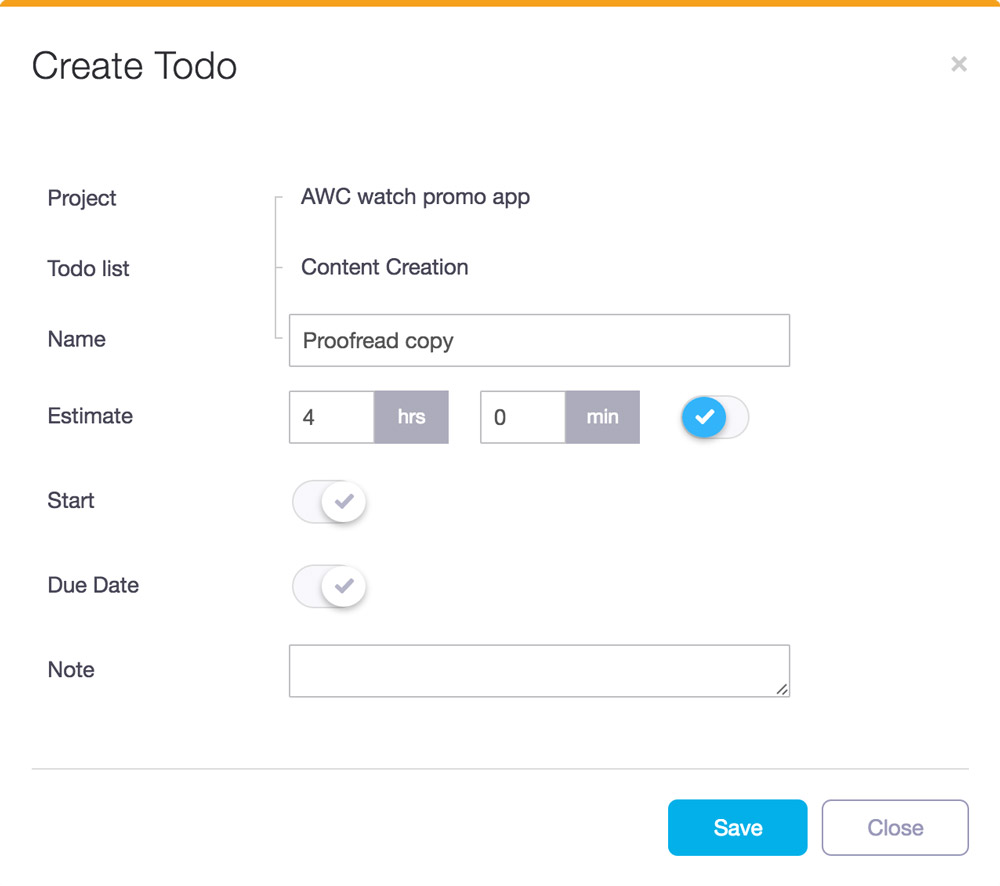 Create Todo ×
Project AWC watch promo app
Todo list Content Creation
Name Proofread copy
Estimate 4 hrs 0 min
Start
Due Date
Note
Save Close